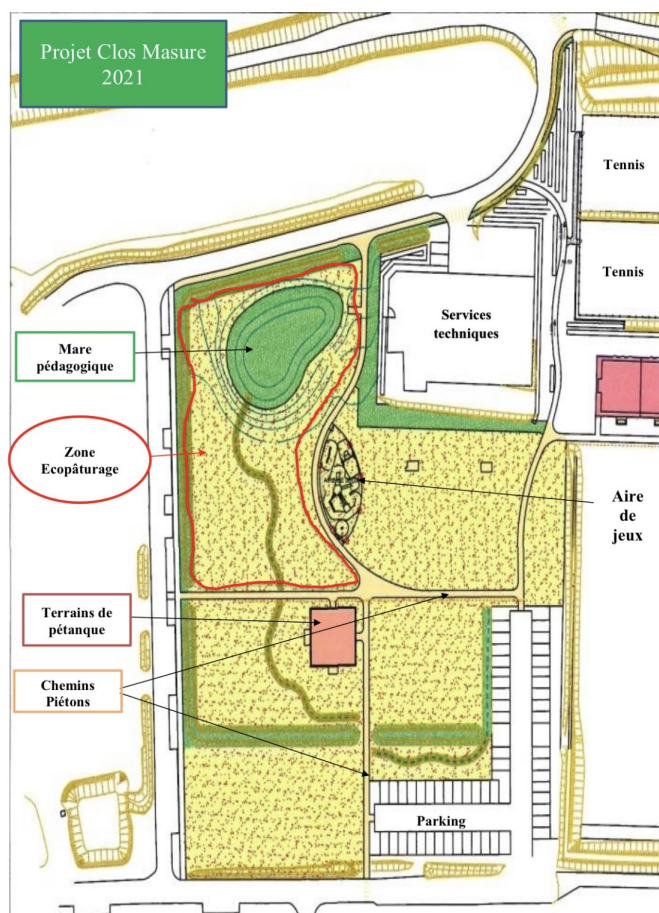 Projet Clos Masure
2021
Tennis
Tennis
Services
techniques
Mare
pédagogique
Zone
Ecopâturage
Aire
de
jeux
Terrains de
pétanque
Chemins
Piétons
Parking